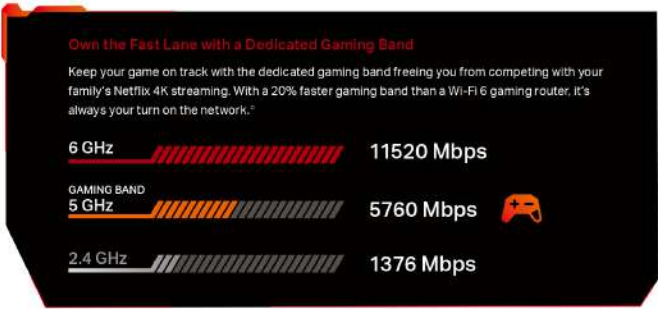 Own the Fast Lane with a Dedicated Gaming Band
Keep your game on track with the dedicated gaming band freeing you from competing with your
family's Netflix 4K streaming. With a 20% faster gaming band than a Wi-Fi 6 gaming router, it's
always your turn on the network.
6 GHz 11520 Mbps
GAMING BAND
5 GHz 5760 Mbps
2.4 GHz 1376 Mbps